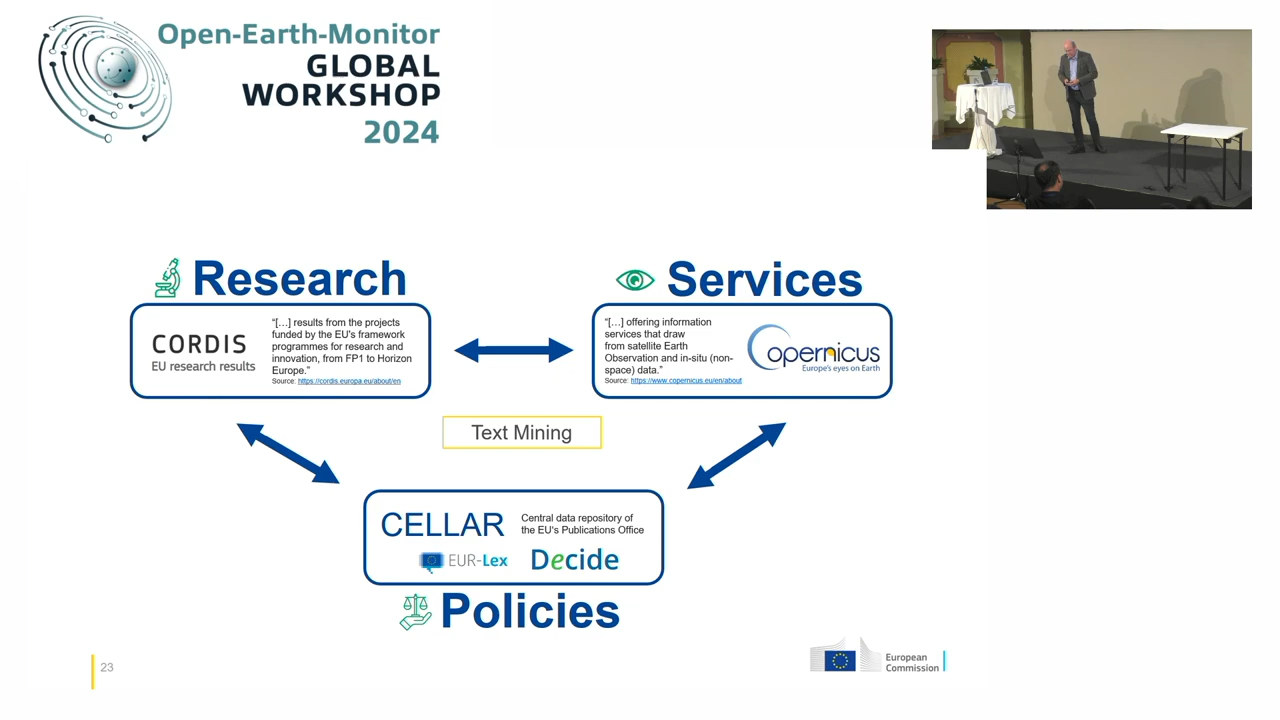 Open-Earth-Monitor
GLOBAL
WORKSHOP
2024
Research
CORDIS
EU research results
"[…] results from the projects
funded by the EU's framework
programmes for research and
innovation, from FP1 to Horizon
Europe."
Source: https://cordis.europa.eu/about/en
Services
"[…] offering information
services that draw
from satellite Earth
Observation and in-situ (non-
space) data."
Source: https://www.copernicus.eu/en/about
opernicus
Europe's eyes on Earth
Text Mining
CELLAR
Central data repository of
the EU's Publications Office
EUR-Lex
Decide
Policies
23
European
Commission